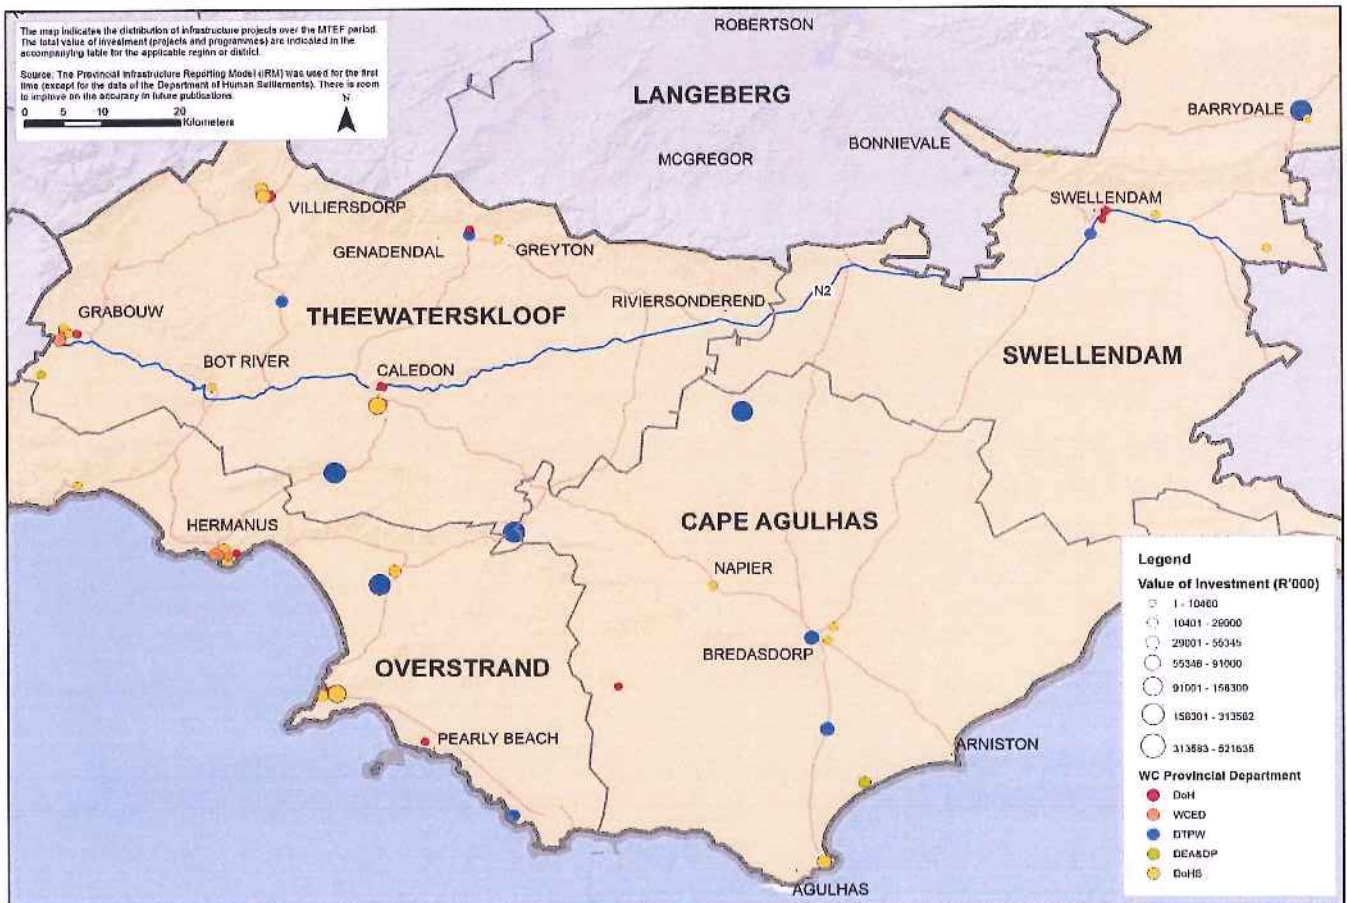 The map indicates the distribution of infrastructure projects over the MTEF period.
The total value of investment (projects and programmes) are indicated in the
accompanying table for the applicable region or district.
Source: The Provincial Infrastructure Reporting Model (IRM) was used for the first
time (except for the data of the Department of Human Settlements). There is room
to improve on the accuracy in future publications.
N
0 5 10 20
Kilometers
ROBERTSON
LANGEBERG
BARRYDALE
BONNIEVALE
MCGREGOR
SWELLENDAM
VILLIERSDORP
GENADENDAL
GREYTON
N2
RIVIERSONDEREND
GRABOUW
THEEWATERSKLOOF
SWELLENDAM
BOT RIVER
CALEDON
HERMANUS
CAPE AGULHAS
NAPIER
BREDASDORP
OVERSTRAND
PEARLY BEACH
ARNISTON
AGULHAS
Legend
Value of Investment (R'000)
1 - 10400
10401 - 29000
29001 - 55345
55346 - 91000
91001 - 158300
158301 - 313582
313583 - 521635
WC Provincial Department
DoH
WCED
DTPW
DEA&DP
DoHS